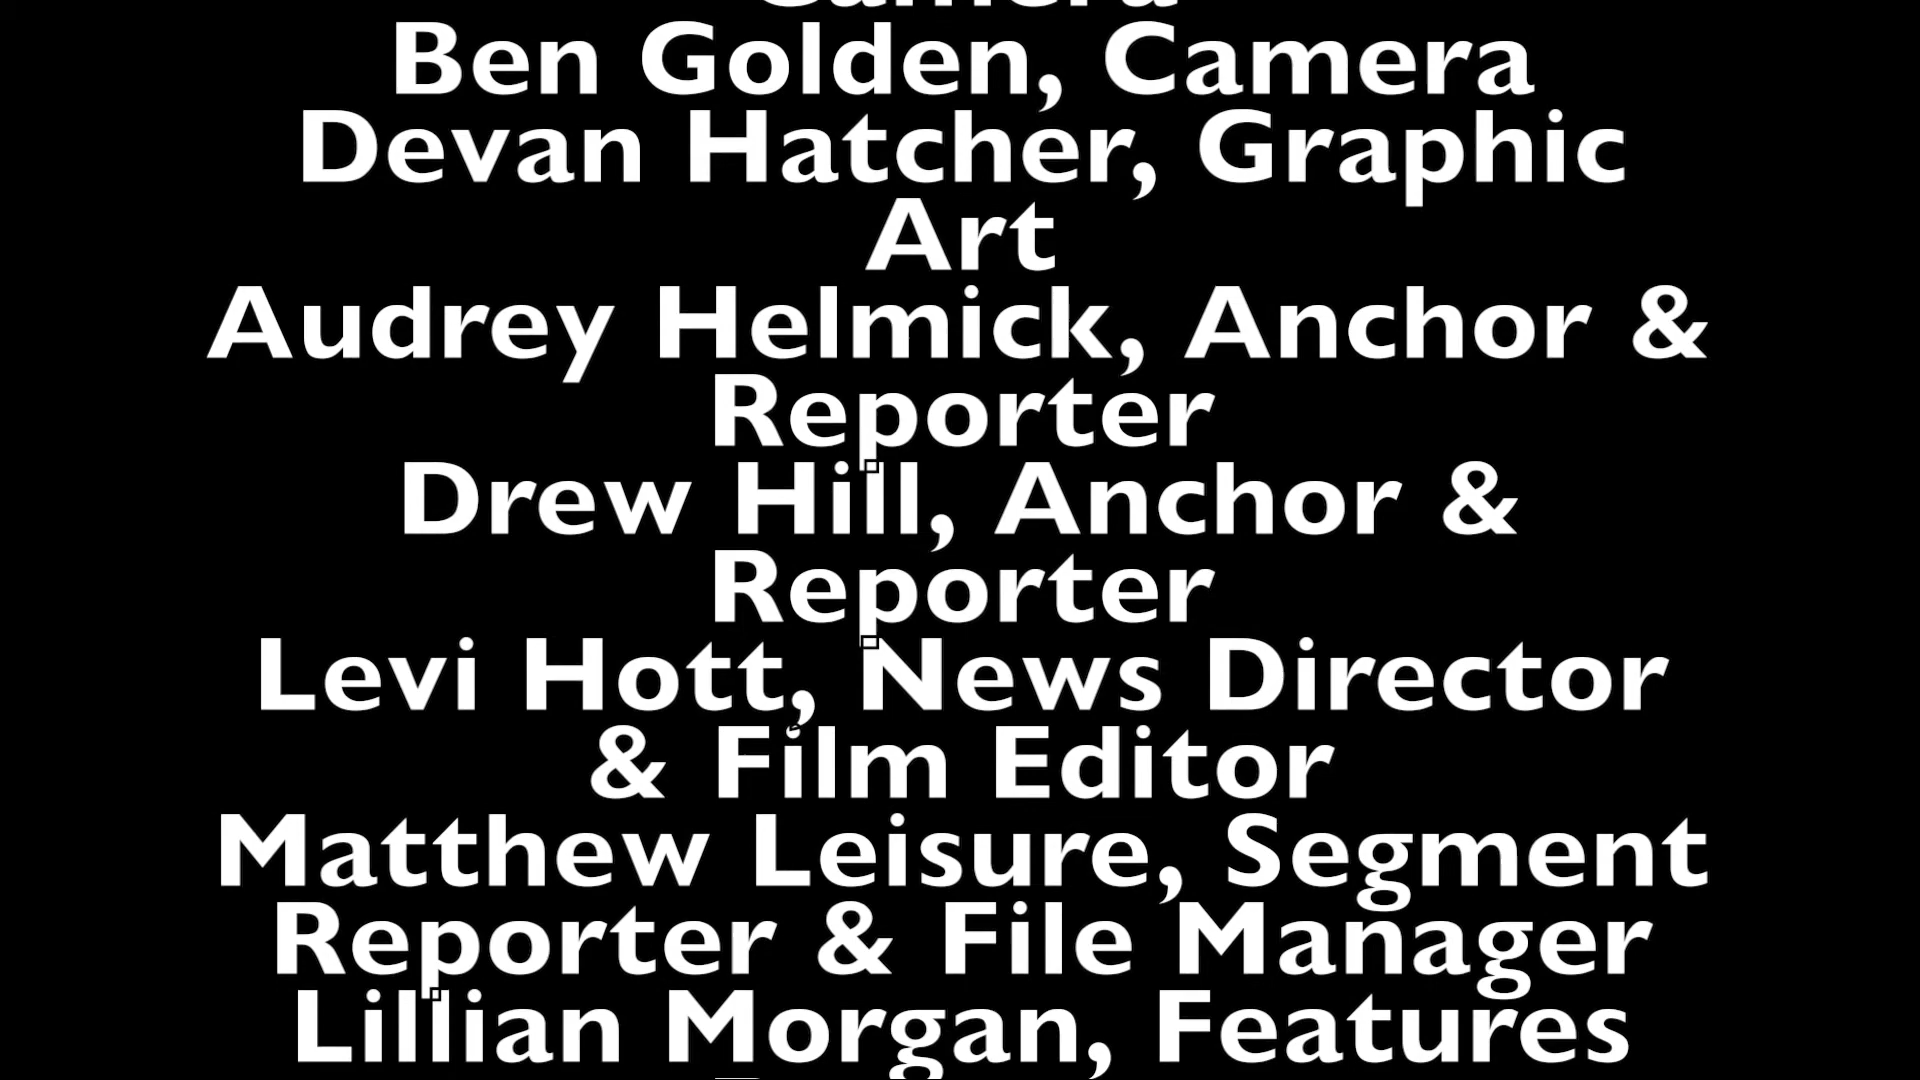 Camera
Ben Golden, Camera
Devan Hatcher, Graphic
Art
Audrey Helmick, Anchor &
Reporter
Drew Hill, Anchor &
Reporter
Levi Hott, News Director
& Film Editor
Matthew Leisure, Segment
Reporter & File Manager
Lillian Morgan, Features